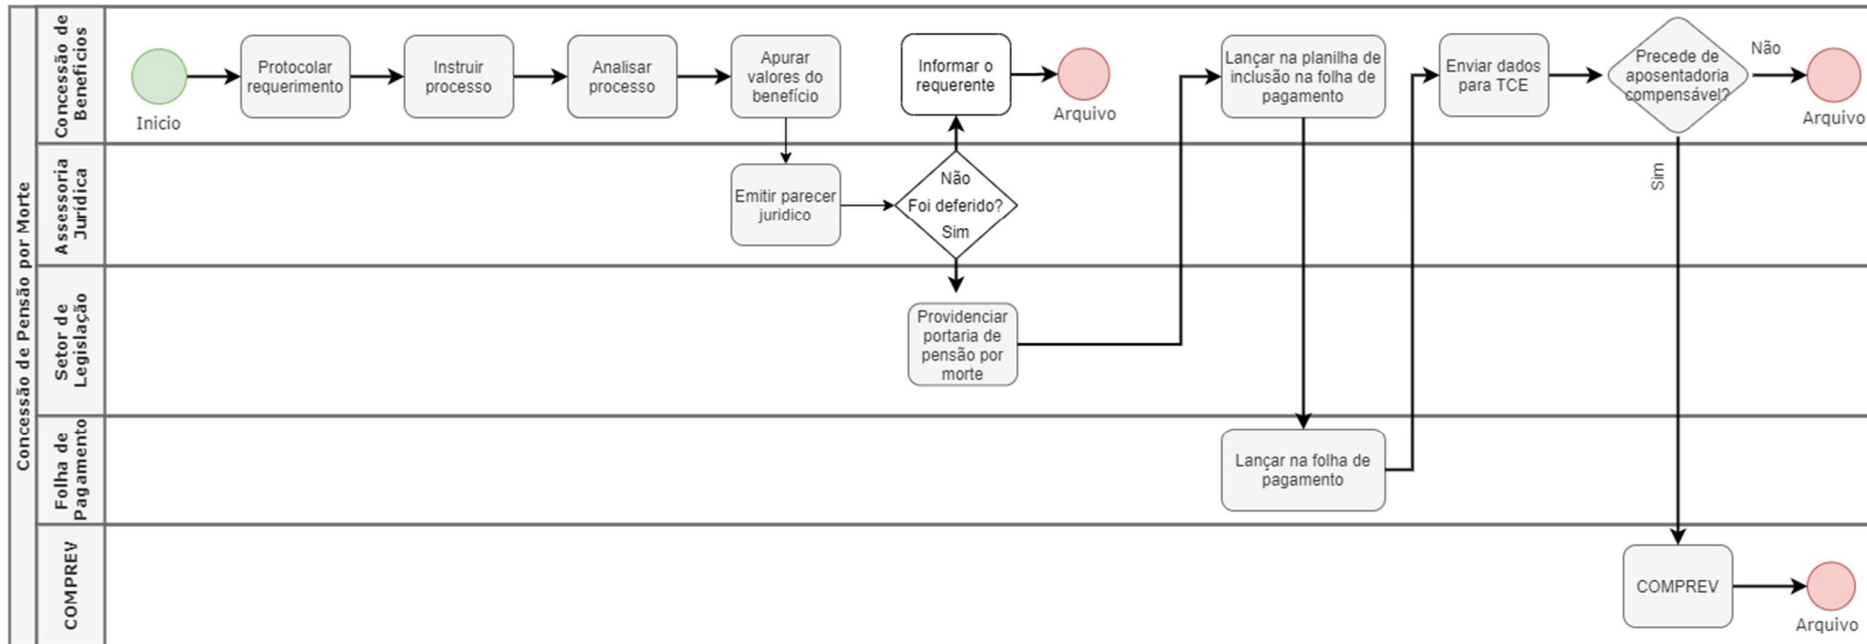 Concessão de Pensão por Morte
Concessão de
Beneficios
Inicio
Protocolar
requerimento
Instruir
processo
Analisar
processo
Apurar
valores do
benefício
Informar o
requerente
Arquivo
Lançar na planilha de
inclusão na folha de
pagamento
Enviar dados
para TCE
Precede de
aposentadoria
compensável?
Não
Arquivo
Sim
Assessoria
Jurídica
Emitir parecer
juridico
Não
Foi deferido?
Sim
Setor de
Legislação
Providenciar
portaria de
pensão por
morte
Folha de
Pagamento
Lançar na folha de
pagamento
COMPREV
COMPREV
Arquivo